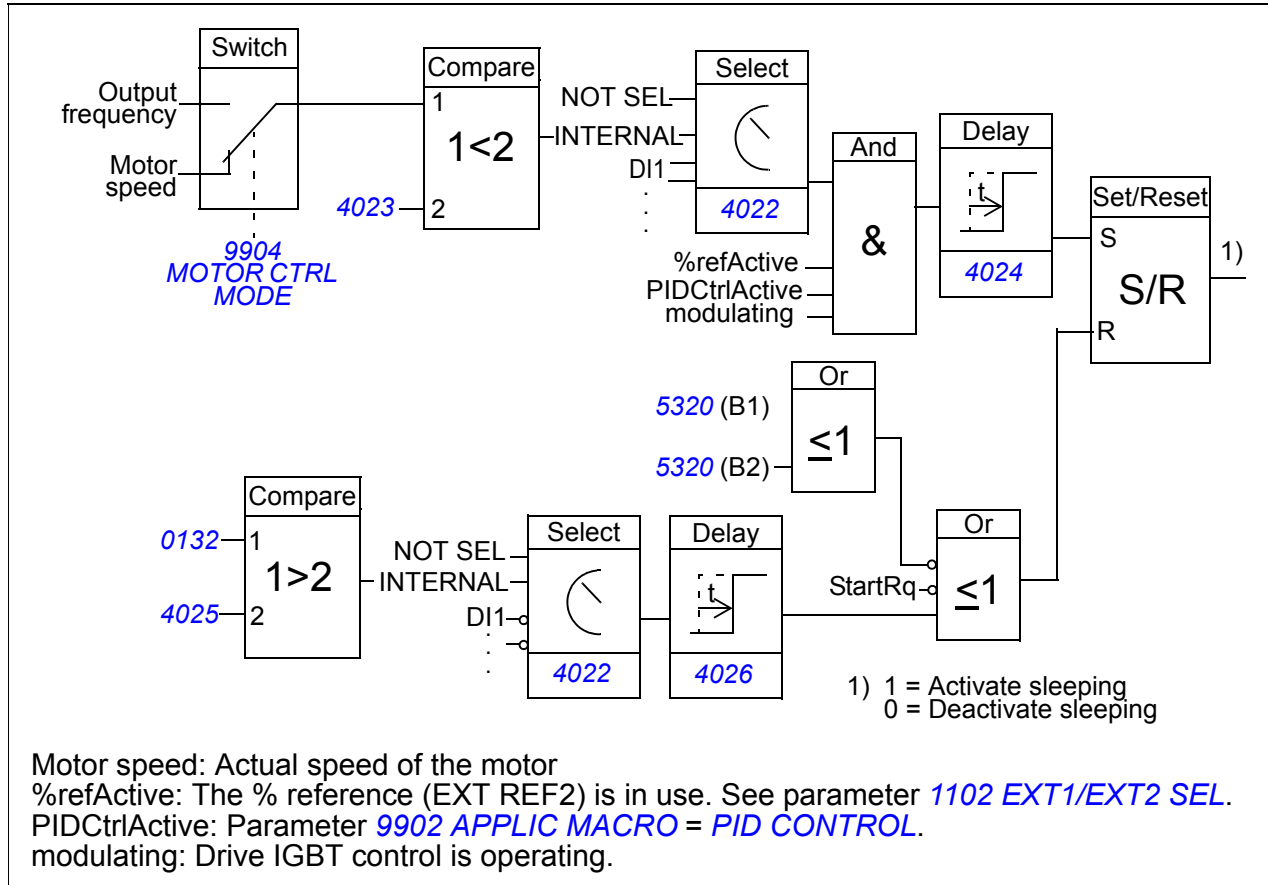 Switch
Output
frequency
Motor
speed
9904
MOTOR CTRL
MODE
Compare
1
1<2
4023
2
Select
NOT SEL
INTERNAL
DI1
.
.
.
4022
And
&
%refActive
PIDCtrlActive
modulating
Delay
t
4024
Set/Reset
S
S/R
R
1)
Or
5320 (B1)
≤1
5320 (B2)
Compare
0132
1
1>2
4025
2
Select
NOT SEL
INTERNAL
DI1
.
.
.
4022
Delay
t
4026
Or
StartRq
≤1
1) 1 = Activate sleeping
0 = Deactivate sleeping
Motor speed: Actual speed of the motor
%refActive: The % reference (EXT REF2) is in use. See parameter 1102 EXT1/EXT2 SEL.
PIDCtrlActive: Parameter 9902 APPLIC MACRO = PID CONTROL.
modulating: Drive IGBT control is operating.